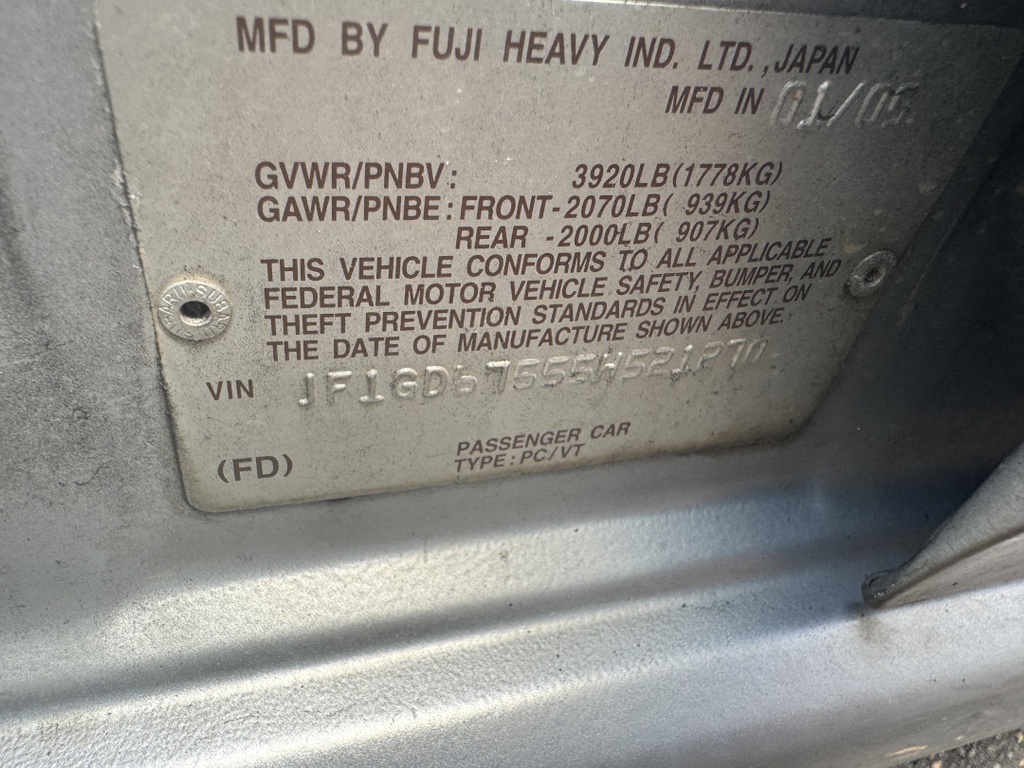 MFD BY FUJI HEAVY IND. LTD., JAPAN
MFD IN 01/05
GVWR/PNBV: 3920LB(1778KG)
GAWR/PNBE: FRONT-2070LB( 939KG)
REAR -2000LB( 907KG)
THIS VEHICLE CONFORMS TO ALL APPLICABLE
FEDERAL MOTOR VEHICLE SAFETY, BUMPER, AND
THEFT PREVENTION STANDARDS IN EFFECT ON
THE DATE OF MANUFACTURE SHOWN ABOVE.
VIN JF1GD67555H521270
(FD)
PASSENGER CAR
TYPE: PC/VT